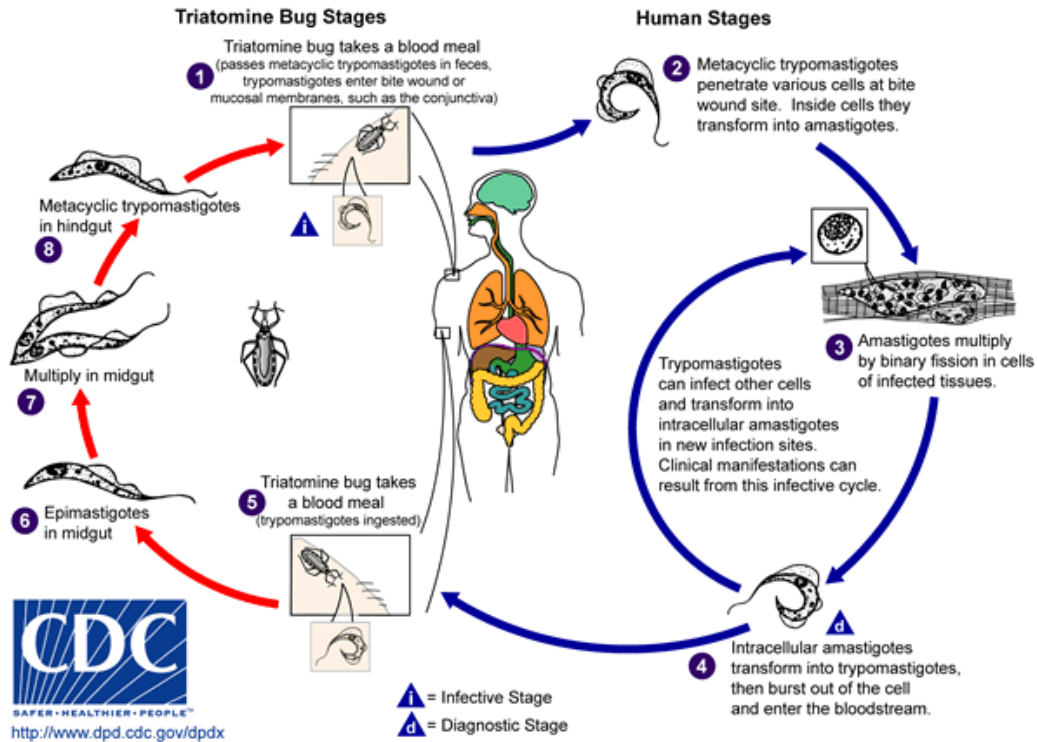 Triatomine Bug Stages
Human Stages
1
Triatomine bug takes a blood meal
(passes metacyclic trypomastigotes in feces,
trypomastigotes enter bite wound or
mucosal membranes, such as the conjunctiva)
i
2
Metacyclic trypomastigotes
penetrate various cells at bite
wound site. Inside cells they
transform into amastigotes.
3
Amastigotes multiply
by binary fission in cells
of infected tissues.
Trypomastigotes
can infect other cells
and transform into
intracellular amastigotes
in new infection sites.
Clinical manifestations can
result from this infective cycle.
d
4
Intracellular amastigotes
transform into trypomastigotes,
then burst out of the cell
and enter the bloodstream.
5
Triatomine bug takes
a blood meal
(trypomastigotes ingested)
6
Epimastigotes
in midgut
Multiply in midgut
7
Metacyclic trypomastigotes
in hindgut
8
CDC
SAFER•HEALTHIER•PEOPLE™
http://www.dpd.cdc.gov/dpdx
i = Infective Stage
d = Diagnostic Stage